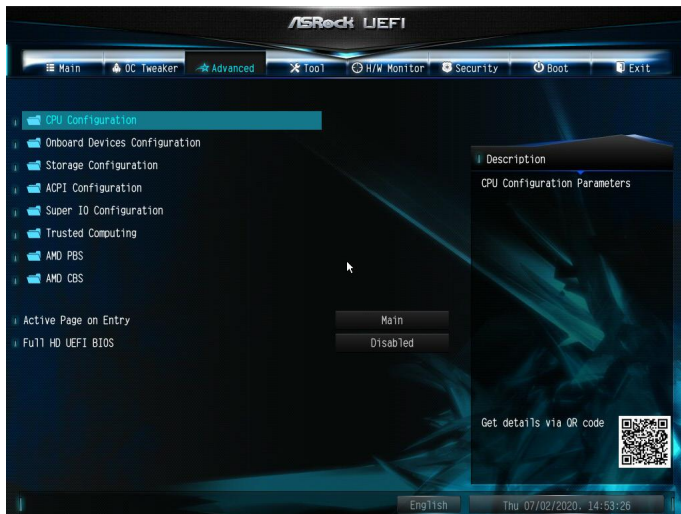 ASRock UEFI
Main OC Tweaker Advanced Tool H/W Monitor Security Boot Exit
CPU Configuration
Onboard Devices Configuration
Storage Configuration
ACPI Configuration
Super IO Configuration
Trusted Computing
AMD PBS
AMD CBS
Active Page on Entry Main
Full HD UEFI BIOS Disabled
Description
CPU Configuration Parameters
Get details via QR code
English Thu 07/02/2020, 14:53:26